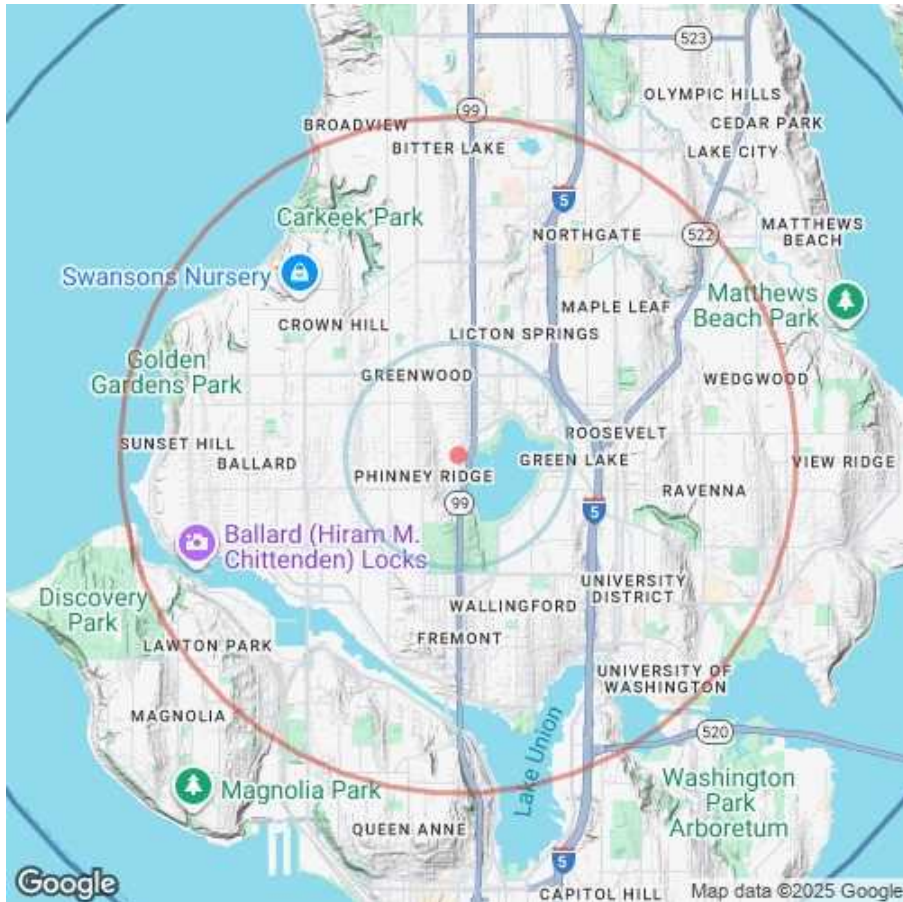 523
OLYMPIC HILLS
99
CEDAR PARK
BROADVIEW
BITTER LAKE
LAKE CITY
5
Carkeek Park
MATTHEWS
BEACH
NORTHGATE
522
Swansons Nursery
MAPLE LEAF
Matthews
Beach Park
CROWN HILL
LICTON SPRINGS
Golden
Gardens Park
GREENWOOD
WEDGWOOD
SUNSET HILL
ROOSEVELT
BALLARD
GREEN LAKE
VIEW RIDGE
PHINNEY RIDGE
RAVENNA
99
5
Ballard (Hiram M.
Chittenden) Locks
Discovery
Park
UNIVERSITY
DISTRICT
WALLINGFORD
LAWTON PARK
FREMONT
UNIVERSITY OF
WASHINGTON
MAGNOLIA
520
Lake Union
Magnolia Park
Washington
Park
Arboretum
QUEEN ANNE
5
CAPITOL HILL
Google
Map data ©2025 Google